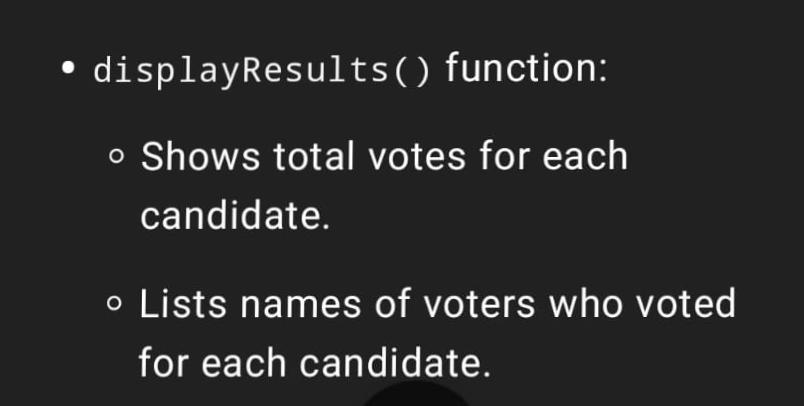 • displayResults() function:
○ Shows total votes for each
candidate.
○ Lists names of voters who voted
for each candidate.